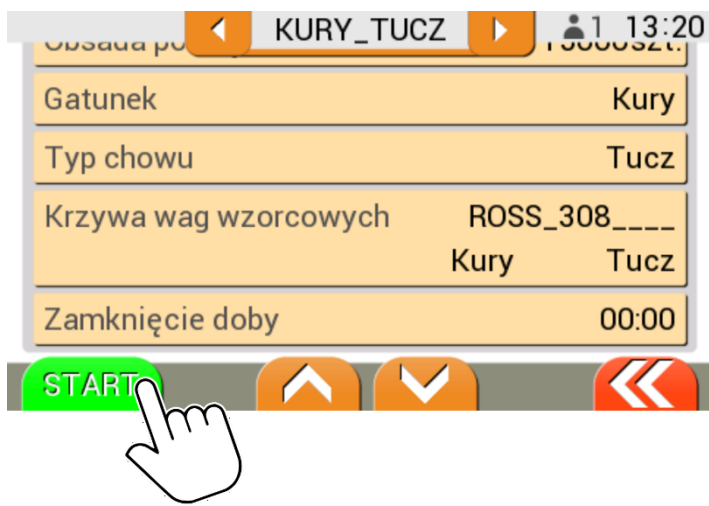 KURY_TUCZ 1 13:20
Obsada
Gatunek Kury
Typ chowu Tucz
Krzywa wag wzorcowych ROSS_308____
Kury Tucz
Zamknięcie doby 00:00
START